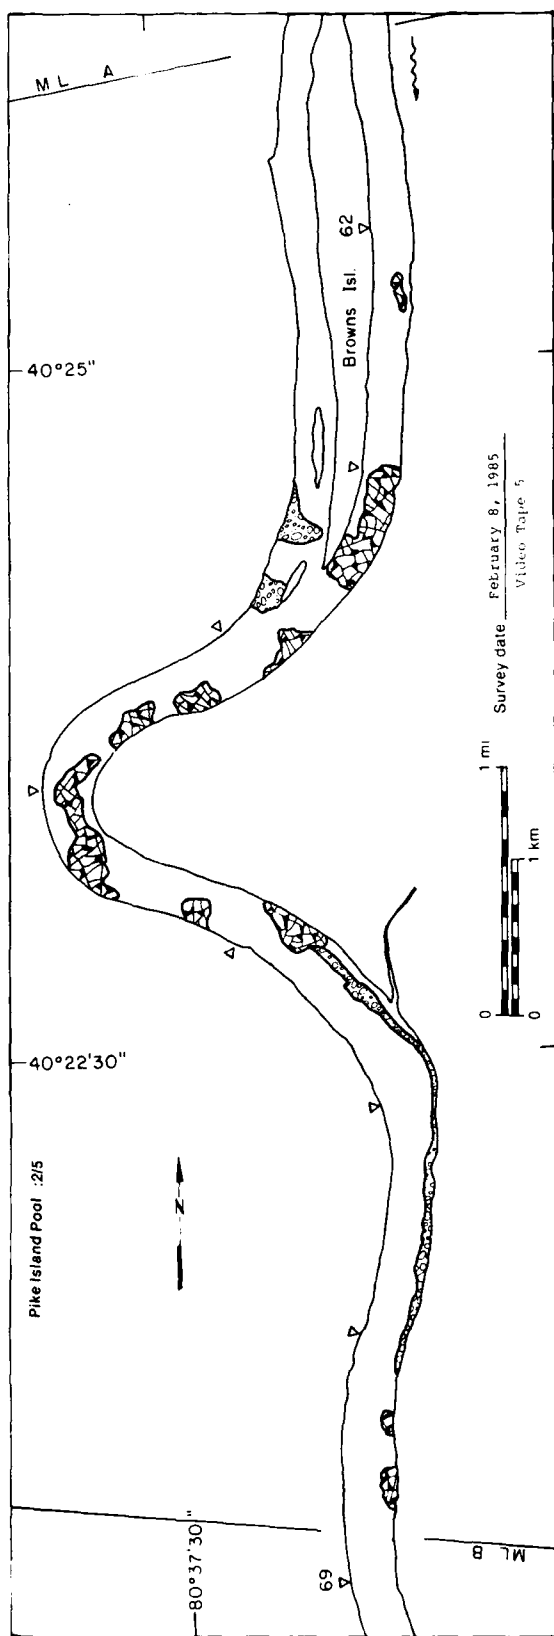 Pike Island Pool :2/5
N
ML A
40°25"
Browns Isl.
62
40°22'30"
Survey date February 8, 1985
Video Tape 5
0 1 mi
0 1 km
80°37'30"
69
ML B